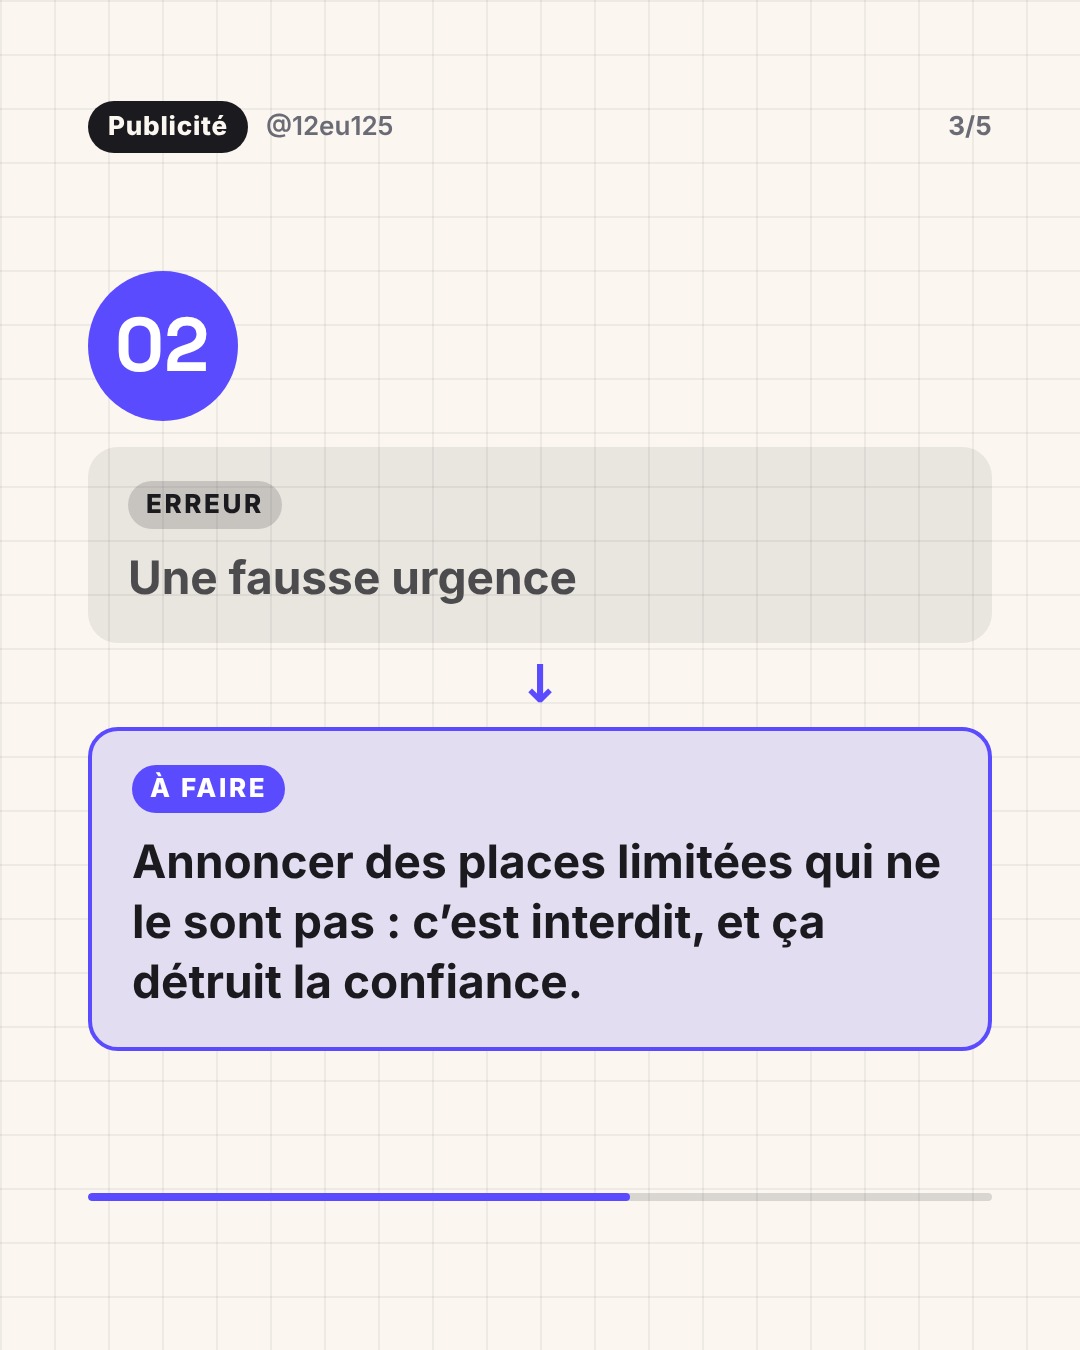 Publicité @12eu125 3/5
02
ERREUR
Une fausse urgence
↓
À FAIRE
Annoncer des places limitées qui ne
le sont pas : c’est interdit, et ça
détruit la confiance.